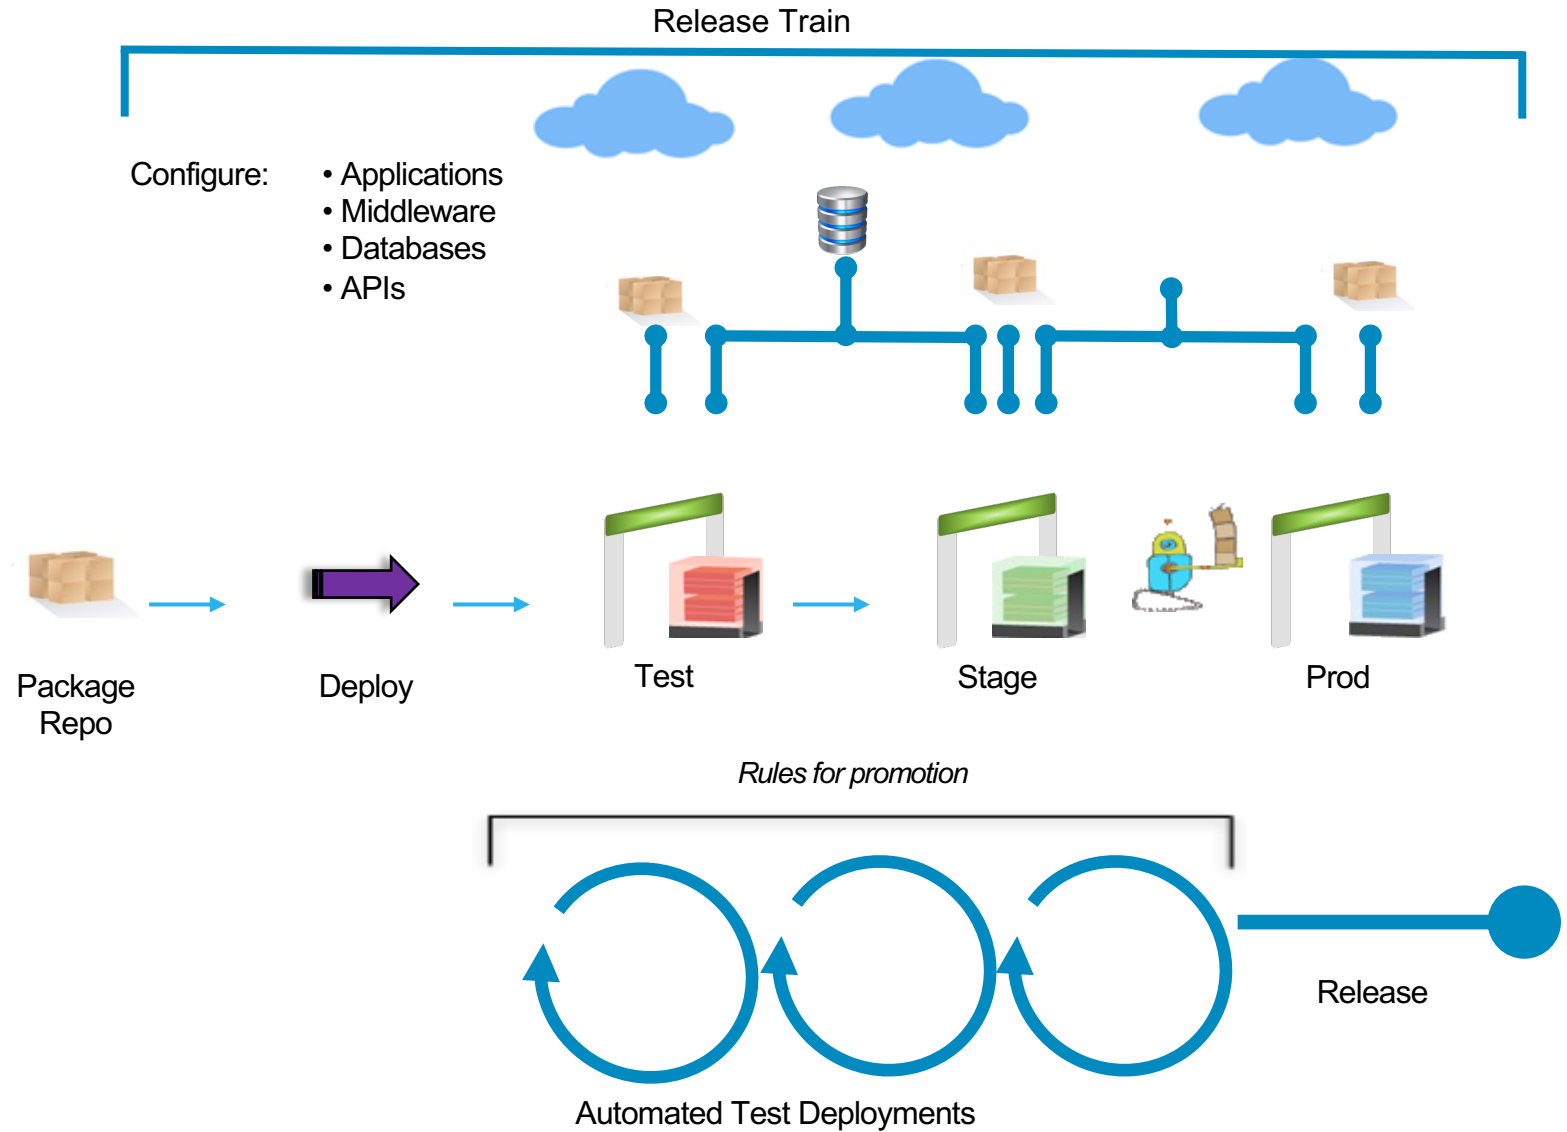 Release Train
Configure:
• Applications
• Middleware
• Databases
• APIs
Package
Repo
Deploy
Test
Stage
Prod
Rules for promotion
Release
Automated Test Deployments